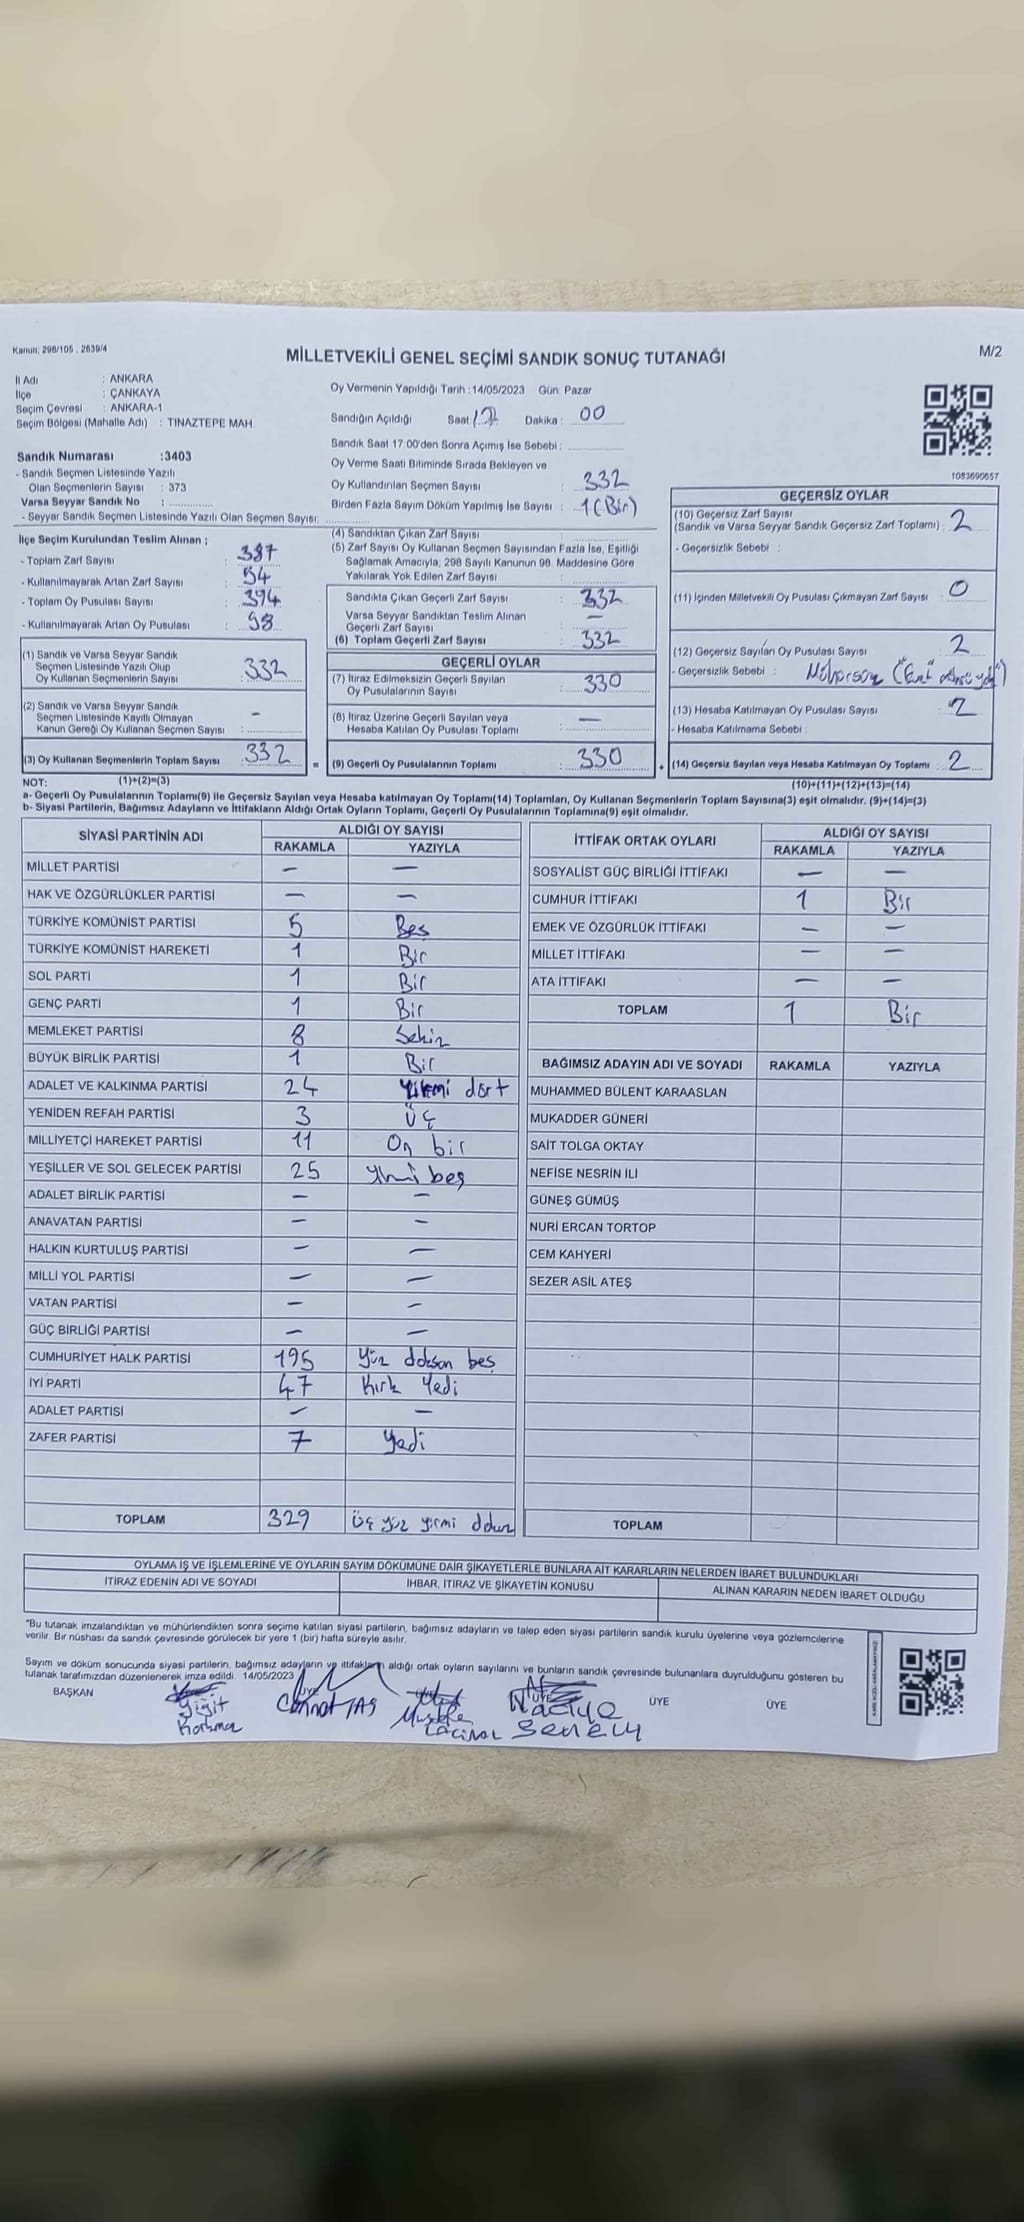 Kanun: 298/105 , 2839/4
MİLLETVEKİLİ GENEL SEÇİMİ SANDIK SONUÇ TUTANAĞI
M/2
İl Adı : ANKARA
İlçe : ÇANKAYA
Seçim Çevresi : ANKARA-1
Seçim Bölgesi (Mahalle Adı) : TINAZTEPE MAH.
Sandık Numarası :3403
- Sandık Seçmen Listesinde Yazılı
Olan Seçmenlerin Sayısı : 373
Varsa Seyyar Sandık No :
- Seyyar Sandık Seçmen Listesinde Yazılı Olan Seçmen Sayısı:
Oy Vermenin Yapıldığı Tarih :14/05/2023 Gün: Pazar
Sandığın Açıldığı Saat 17 Dakika : 00
Sandık Saat 17:00'den Sonra Açımış İse Sebebi :
Oy Verme Saati Bitiminde Sırada Bekleyen ve
Oy Kullandırılan Seçmen Sayısı : 332
Birden Fazla Sayım Döküm Yapılmış İse Sayısı : 1 (Bir)
1083690657
İlçe Seçim Kurulundan Teslim Alınan ;
- Toplam Zarf Sayısı : 387
- Kullanılmayarak Artan Zarf Sayısı : 54
- Toplam Oy Pusulası Sayısı : 394
- Kullanılmayarak Artan Oy Pusulası : 58
(1) Sandık ve Varsa Seyyar Sandık
Seçmen Listesinde Yazılı Olup
Oy Kullanan Seçmenlerin Sayısı : 332
(2) Sandık ve Varsa Seyyar Sandık
Seçmen Listesinde Kayıtlı Olmayan
Kanun Gereği Oy Kullanan Seçmen Sayısı : -
(3) Oy Kullanan Seçmenlerin Toplam Sayısı : 332
(1)+(2)=(3)
(4) Sandıktan Çıkan Zarf Sayısı :
(5) Zarf Sayısı Oy Kullanan Seçmen Sayısından Fazla İse, Eşitliği
Sağlamak Amacıyla, 298 Sayılı Kanunun 98. Maddesine Göre
Yakılarak Yok Edilen Zarf Sayısı :
Sandıkta Çıkan Geçerli Zarf Sayısı : 332
Varsa Seyyar Sandıktan Teslim Alınan
Geçerli Zarf Sayısı : —
(6) Toplam Geçerli Zarf Sayısı : 332
GEÇERLİ OYLAR
(7) İtiraz Edilmeksizin Geçerli Sayılan
Oy Pusulalarının Sayısı : 330
(8) İtiraz Üzerine Geçerli Sayılan veya
Hesaba Katılan Oy Pusulası Toplamı : —
= (9) Geçerli Oy Pusulalarının Toplamı : 330
GEÇERSİZ OYLAR
(10) Geçersiz Zarf Sayısı
(Sandık ve Varsa Seyyar Sandık Geçersiz Zarf Toplamı) : 2
- Geçersizlik Sebebi :
(11) İçinden Milletvekili Oy Pusulası Çıkmayan Zarf Sayısı : 0
(12) Geçersiz Sayılan Oy Pusulası Sayısı : 2
- Geçersizlik Sebebi :
(13) Hesaba Katılmayan Oy Pusulası Sayısı : 2
- Hesaba Katılmama Sebebi :
+ (14) Geçersiz Sayılan veya Hesaba Katılmayan Oy Toplamı : 2
(10)+(11)+(12)+(13)=(14)
NOT:
a- Geçerli Oy Pusulalarının Toplamı(9) ile Geçersiz Sayılan veya Hesaba katılmayan Oy Toplamı(14) Toplamları, Oy Kullanan Seçmenlerin Toplam Sayısına(3) eşit olmalıdır. (9)+(14)=(3)
b- Siyasi Partilerin, Bağımsız Adayların ve İttifakların Aldığı Ortak Oyların Toplamı, Geçerli Oy Pusulalarının Toplamına(9) eşit olmalıdır.
SİYASİ PARTİNİN ADI
ALDIĞI OY SAYISI
RAKAMLA YAZIYLA
MİLLET PARTİSİ — —
HAK VE ÖZGÜRLÜKLER PARTİSİ — —
TÜRKİYE KOMÜNİST PARTİSİ 5 Beş
TÜRKİYE KOMÜNİST HAREKETİ 1 Bir
SOL PARTİ 1 Bir
GENÇ PARTİ 1 Bir
MEMLEKET PARTİSİ 8 Sekiz
BÜYÜK BİRLİK PARTİSİ 1 Bir
ADALET VE KALKINMA PARTİSİ 24 Yirmi dört
YENİDEN REFAH PARTİSİ 3 Üç
MİLLİYETÇİ HAREKET PARTİSİ 11 On bir
YEŞİLLER VE SOL GELECEK PARTİSİ 25 Yirmi beş
ADALET BİRLİK PARTİSİ — —
ANAVATAN PARTİSİ — —
HALKIN KURTULUŞ PARTİSİ — —
MİLLİ YOL PARTİSİ — —
VATAN PARTİSİ — —
GÜÇ BİRLİĞİ PARTİSİ — —
CUMHURİYET HALK PARTİSİ 195 Yüz doksan beş
İYİ PARTİ 47 Kırk Yedi
ADALET PARTİSİ — —
ZAFER PARTİSİ 7 Yedi
TOPLAM 329 Üç yüz yirmi
İTTİFAK ORTAK OYLARI
ALDIĞI OY SAYISI
RAKAMLA YAZIYLA
SOSYALİST GÜÇ BİRLİĞİ İTTİFAKI — —
CUMHUR İTTİFAKI 1 Bir
EMEK VE ÖZGÜRLÜK İTTİFAKI — —
MİLLET İTTİFAKI — —
ATA İTTİFAKI — —
TOPLAM 1 Bir
BAĞIMSIZ ADAYIN ADI VE SOYADI RAKAMLA YAZIYLA
MUHAMMED BÜLENT KARAASLAN
MUKADDER GÜNERİ
SAİT TOLGA OKTAY
NEFİSE NESRİN İLİ
GÜNEŞ GÜMÜŞ
NURİ ERCAN TORTOP
CEM KAHYERİ
SEZER ASİL ATEŞ
TOPLAM
OYLAMA İŞ VE İŞLEMLERİNE VE OYLARIN SAYIM DÖKÜMÜNE DAİR ŞİKAYETLERLE BUNLARA AİT KARARLARIN NELERDEN İBARET BULUNDUKLARI
İTİRAZ EDENİN ADI VE SOYADI İHBAR, İTİRAZ VE ŞİKAYETİN KONUSU ALINAN KARARIN NEDEN İBARET OLDUĞU
"Bu tutanak imzalandıktan ve mühürlendikten sonra seçime katılan siyasi partilerin, bağımsız adayların ve talep eden siyasi partilerin sandık kurulu üyelerine veya gözlemcilerine
verilir. Bir nüshası da sandık çevresinde görülecek bir yere 1 (bir) hafta süreyle asılır.
Sayım ve döküm sonucunda siyasi partilerin, bağımsız adayların ve ittifakların aldığı ortak oyların sayılarını ve bunların sandık çevresinde bulunanlara duyrulduğunu gösteren bu
tutanak tarafımızdan düzenlenerek imza edildi. 14/05/2023
BAŞKAN ÜYE ÜYE ÜYE ÜYE
Yiğit
Korkmaz
Cennet TAŞ
Naciye
Şenely